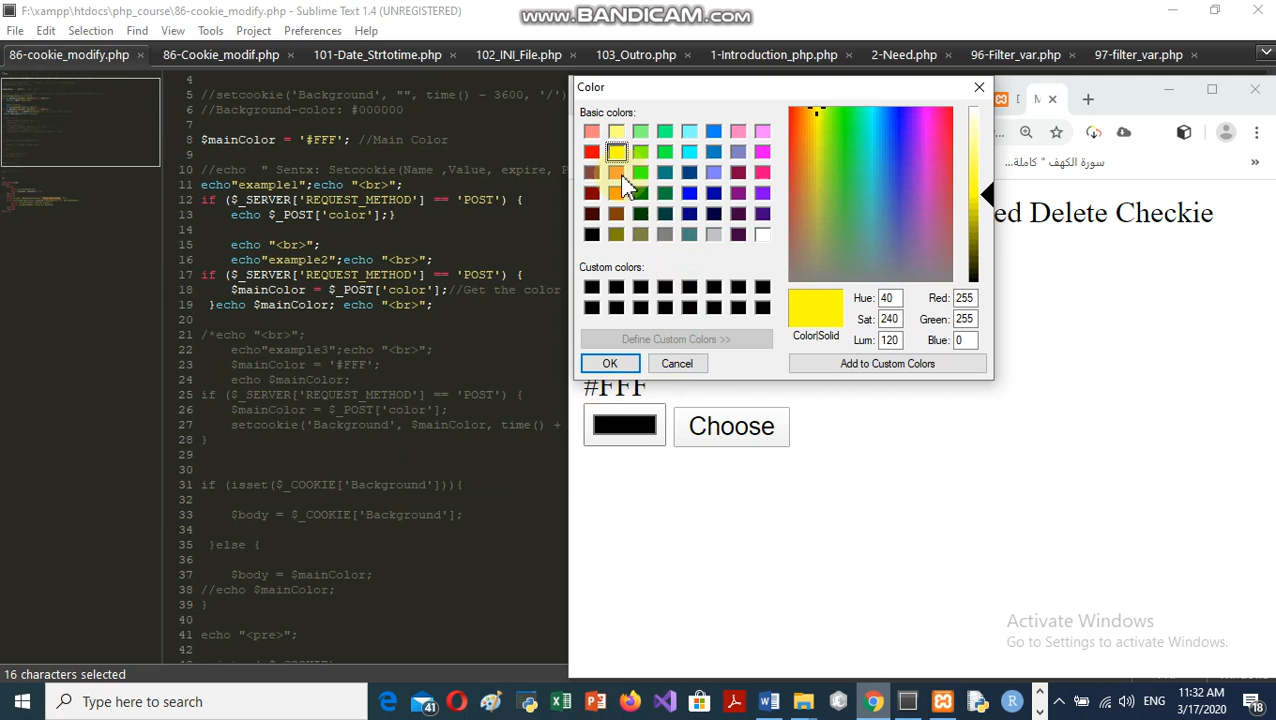 F:\xampp\htdocs\php_course\86-cookie_modify.php - Sublime Text 1.4 (UNREGISTERED)
www.BANDICAM.com
File Edit Selection Find View Tools Project Preferences Help
86-cookie_modify.php 86-Cookie_modif.php 101-Date_Strtotime.php 102_INI_File.php 103_Outro.php 1-Introduction_php.php 2-Need.php 96-Filter_var.php 97-filter_var.php
4
5 //setcookie('Background', "", time() - 3600, '/')
6 //Background-color: #000000
7
8 $mainColor = '#FFF'; //Main Color
9
10 //echo " Sentx: Setcookie(Name ,Value, expire, P
11 echo"example1";echo "<br>";
12 if ($_SERVER['REQUEST_METHOD'] == 'POST') {
13 echo $_POST['color'];}
14
15 echo "<br>";
16 echo"example2";echo "<br>";
17 if ($_SERVER['REQUEST_METHOD'] == 'POST') {
18 $mainColor = $_POST['color'];//Get the color
19 }echo $mainColor; echo "<br>";
20
21 /*echo "<br>";
22 echo"example3";echo "<br>";
23 $mainColor = '#FFF';
24 echo $mainColor;
25 if ($_SERVER['REQUEST_METHOD'] == 'POST') {
26 $mainColor = $_POST['color'];
27 setcookie('Background', $mainColor, time() +
28 }
29
30
31 if (isset($_COOKIE['Background'])){
32
33 $body = $_COOKIE['Background'];
34
35 }else {
36
37 $body = $mainColor;
38 //echo $mainColor;
39 }
40
41 echo "<pre>";
42
16 characters selected
Color
Basic colors:
Custom colors:
Define Custom Colors >>
OK Cancel
Color|Solid
Hue: 40 Red: 255
Sat: 240 Green: 255
Lum: 120 Blue: 0
Add to Custom Colors
سورة الكهف "كاملة...
ed Delete Checkie
#FFF
Choose
Activate Windows
Go to Settings to activate Windows.
Type here to search
41
ENG
11:32 AM
3/17/2020
18